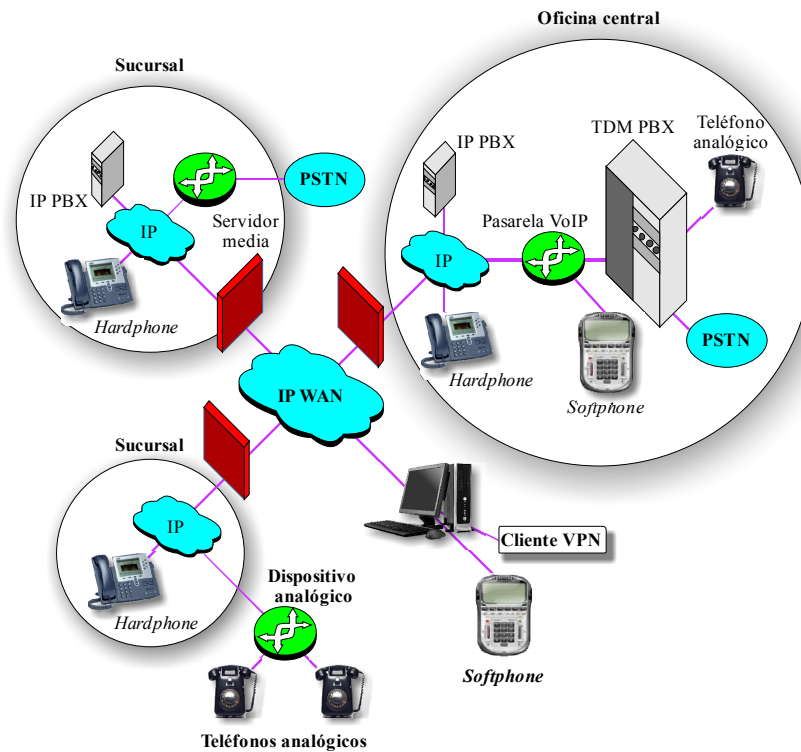 Oficina central
Sucursal
TDM PBX
Teléfono
analógico
IP PBX
PSTN
IP PBX
Servidor
media
IP
Pasarela VoIP
IP
Hardphone
PSTN
Hardphone
Softphone
IP WAN
Sucursal
IP
Cliente VPN
Hardphone
Dispositivo
analógico
Softphone
Teléfonos analógicos